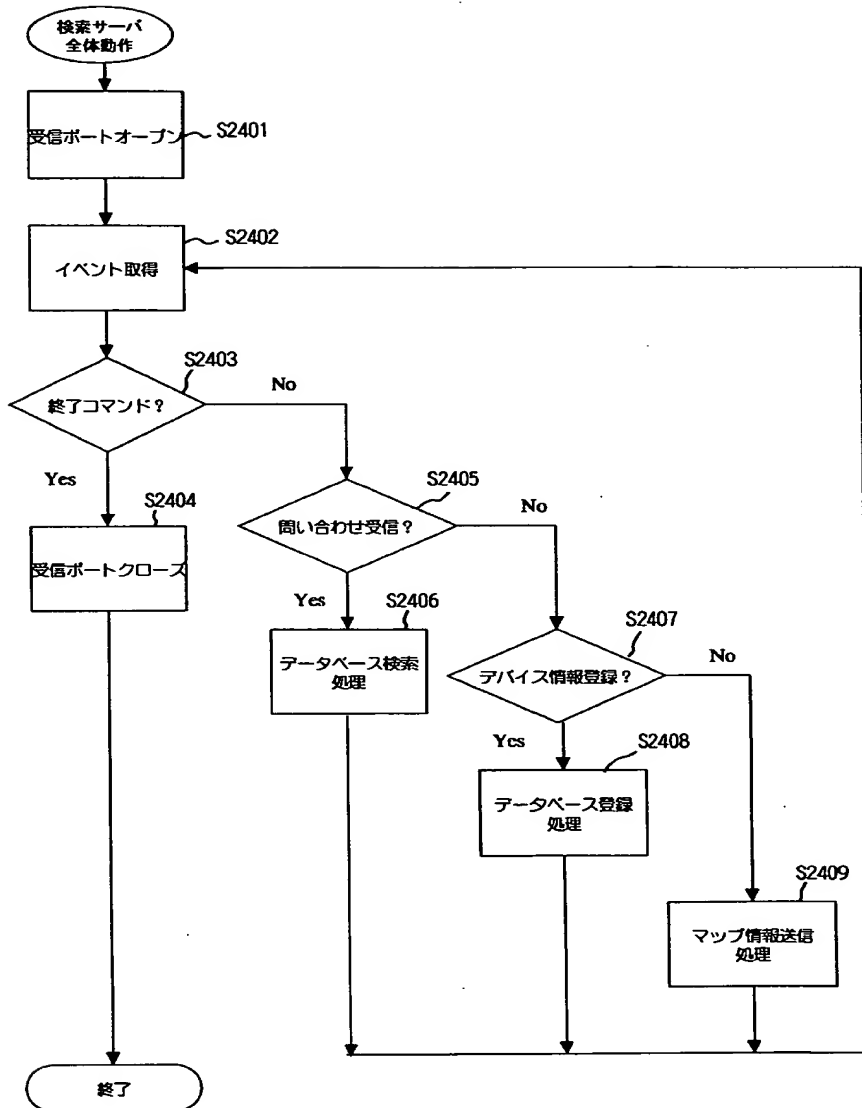 検索サーバ
全体動作
受信ポートオープン
S2401
S2402
イベント取得
S2403
終了コマンド?
No
Yes
S2404
受信ポートクローズ
S2405
問い合わせ受信?
No
Yes
S2406
データベース検索
処理
S2407
デバイス情報登録?
No
Yes
S2408
データベース登録
処理
S2409
マップ情報送信
処理
終了